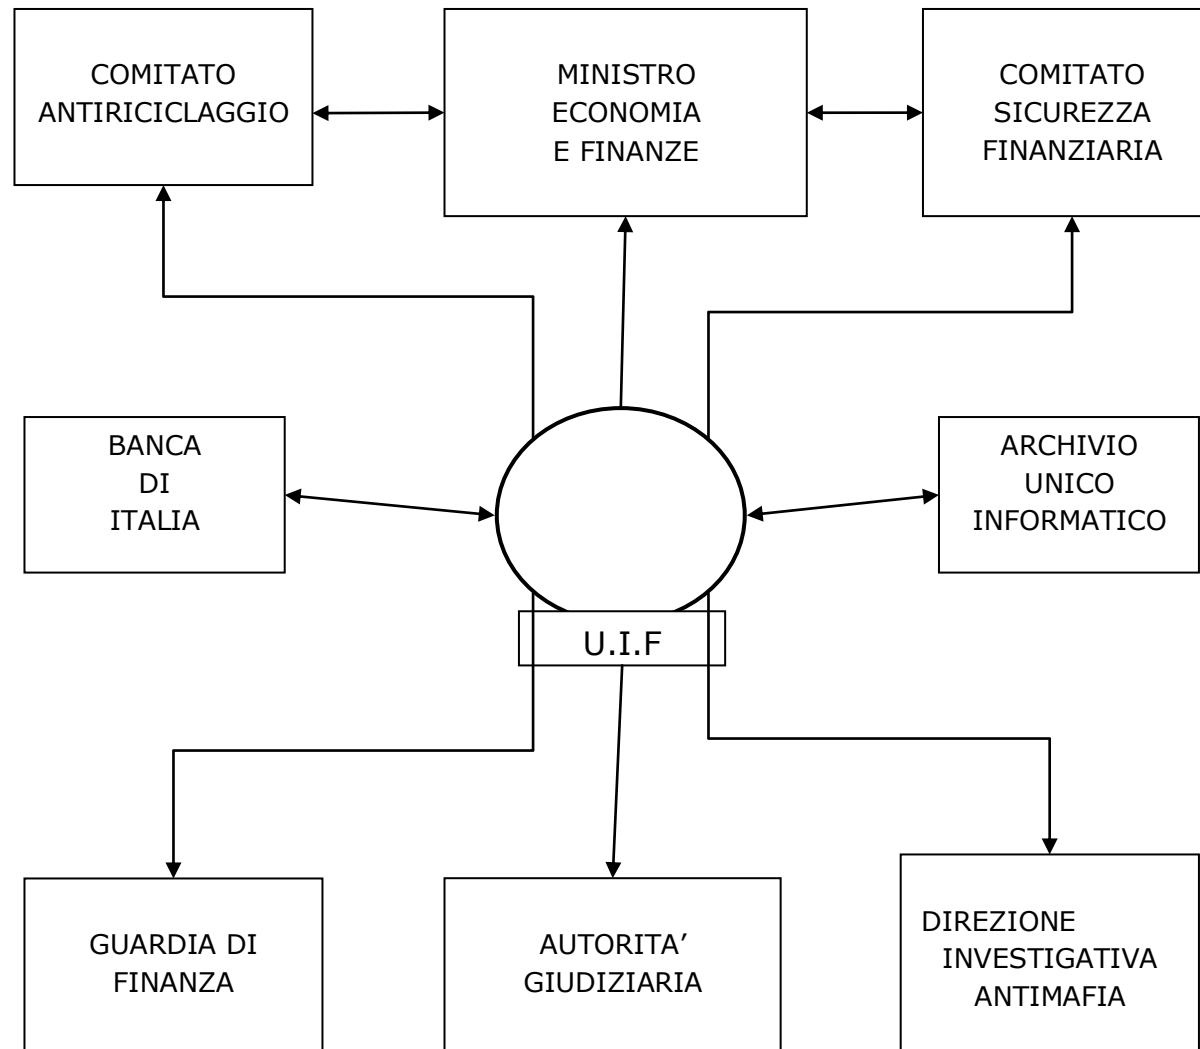 COMITATO
ANTIRICICLAGGIO
MINISTRO
ECONOMIA
E FINANZE
COMITATO
SICUREZZA
FINANZIARIA
BANCA
DI
ITALIA
ARCHIVIO
UNICO
INFORMATICO
U.I.F
GUARDIA DI
FINANZA
AUTORITA’
GIUDIZIARIA
DIREZIONE
INVESTIGATIVA
ANTIMAFIA